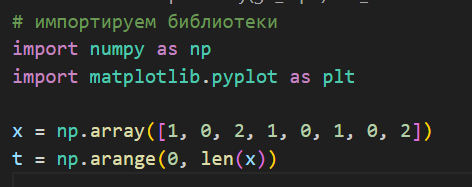 # импортируем библиотеки
import numpy as np
import matplotlib.pyplot as plt
x = np.array([1, 0, 2, 1, 0, 1, 0, 2])
t = np.arange(0, len(x))